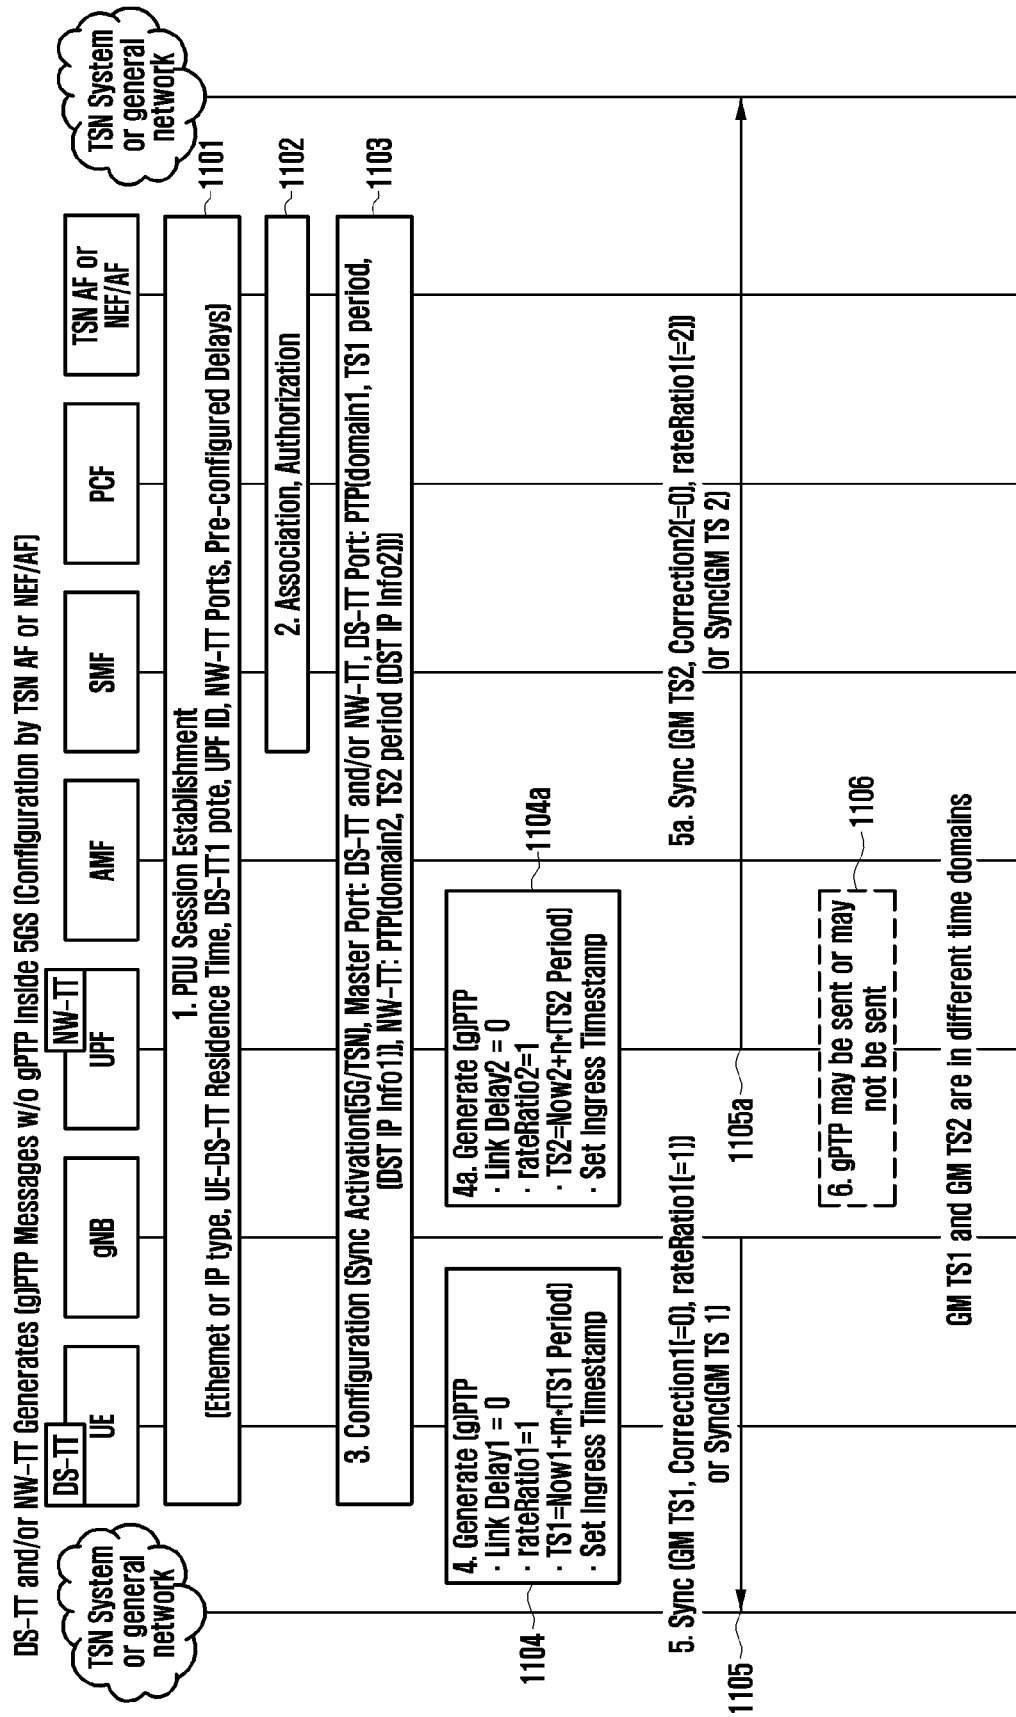 DS-TT and/or NW-TT Generates (g)PTP Messages w/o gPTP Inside 5GS (Configuration by TSN AF or NEF/AF)
TSN System
or general
network
DS-TT
UE
gNB
NW-TT
UPF
AMF
SMF
PCF
TSN AF or
NEF/AF
TSN System
or general
network
1. PDU Session Establishment
(Ethernet or IP type, UE-DS-TT Residence Time, DS-TT1 pote, UPF ID, NW-TT Ports, Pre-configured Delays)
1101
2. Association, Authorization
1102
3. Configuration (Sync Activation(5G/TSN), Master Port: DS-TT and/or NW-TT, DS-TT Port: PTP(domain1, TS1 period,
(DST IP Info1)), NW-TT: PTP(domain2, TS2 period (DST IP Info2)))
1103
4. Generate (g)PTP
· Link Delay1 = 0
· rateRatio1=1
· TS1=Now1+m*(TS1 Period)
· Set Ingress Timestamp
1104
4a. Generate (g)PTP
· Link Delay2 = 0
· rateRatio2=1
· TS2=Now2+n*(TS2 Period)
· Set Ingress Timestamp
1104a
5. Sync (GM TS1, Correction1(=0), rateRatio1(=1))
or Sync(GM TS 1)
1105
5a. Sync (GM TS2, Correction2(=0), rateRatio1(=2))
or Sync(GM TS 2)
1105a
6. gPTP may be sent or may
not be sent
1106
GM TS1 and GM TS2 are in different time domains